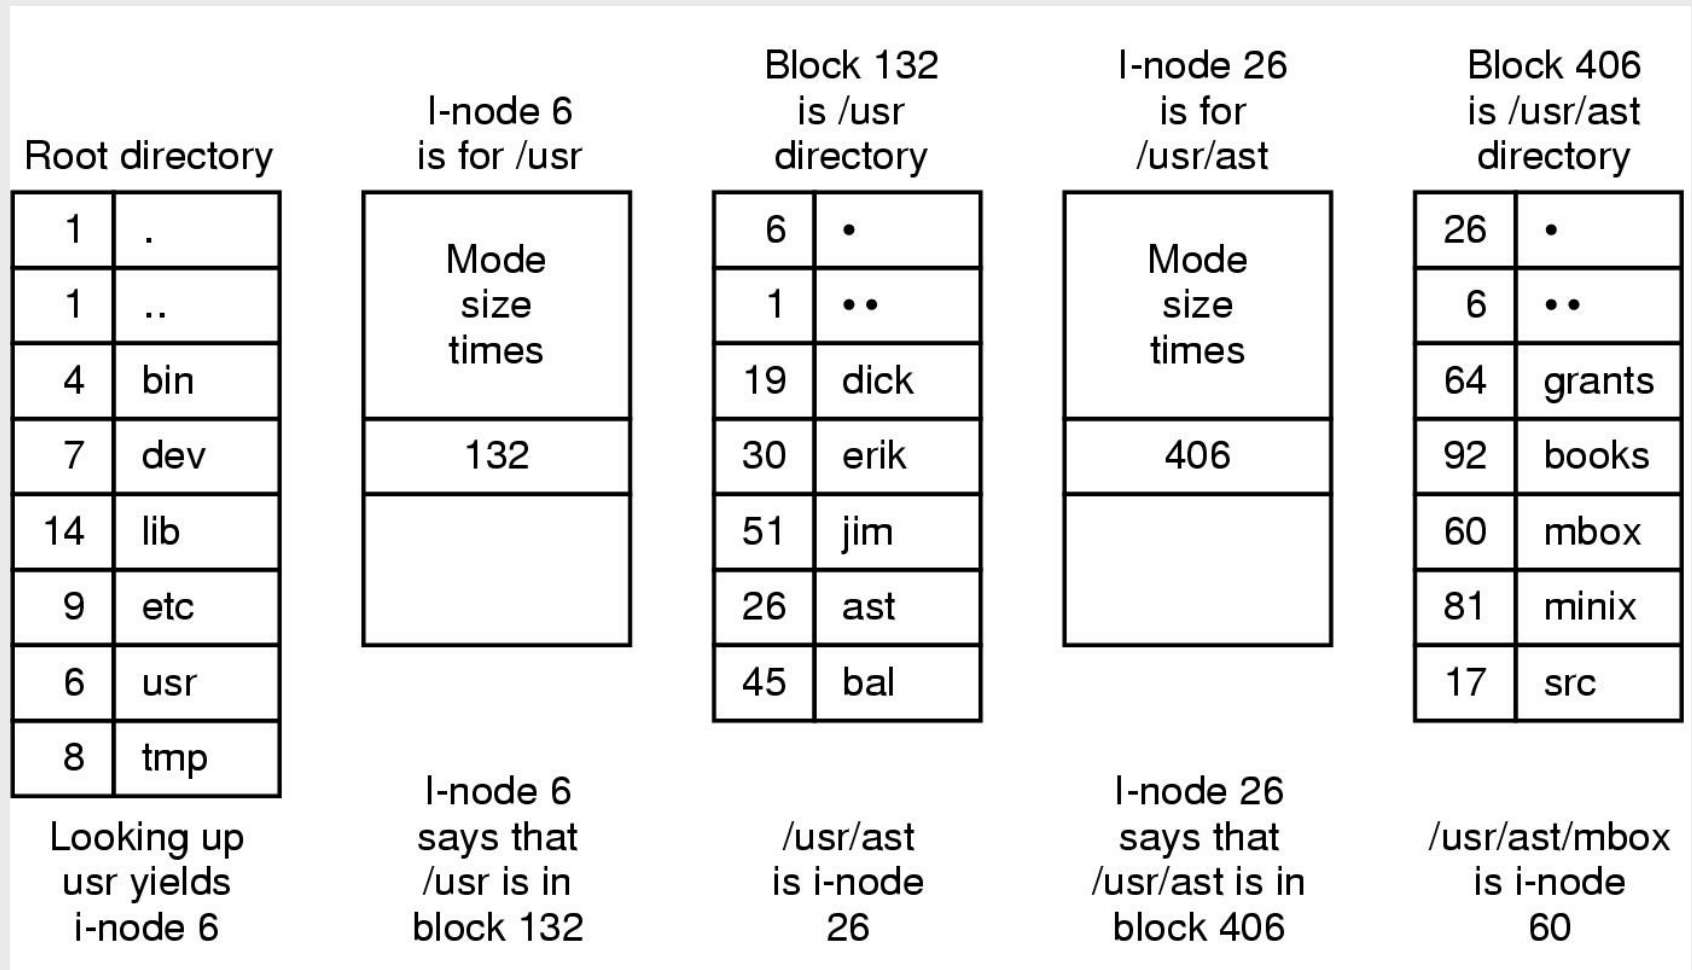 Root directory
1 .
1 ..
4 bin
7 dev
14 lib
9 etc
6 usr
8 tmp
Looking up
usr yields
i-node 6
I-node 6
is for /usr
Mode
size
times
132
I-node 6
says that
/usr is in
block 132
Block 132
is /usr
directory
6 •
1 ••
19 dick
30 erik
51 jim
26 ast
45 bal
/usr/ast
is i-node
26
I-node 26
is for
/usr/ast
Mode
size
times
406
I-node 26
says that
/usr/ast is in
block 406
Block 406
is /usr/ast
directory
26 •
6 ••
64 grants
92 books
60 mbox
81 minix
17 src
/usr/ast/mbox
is i-node
60